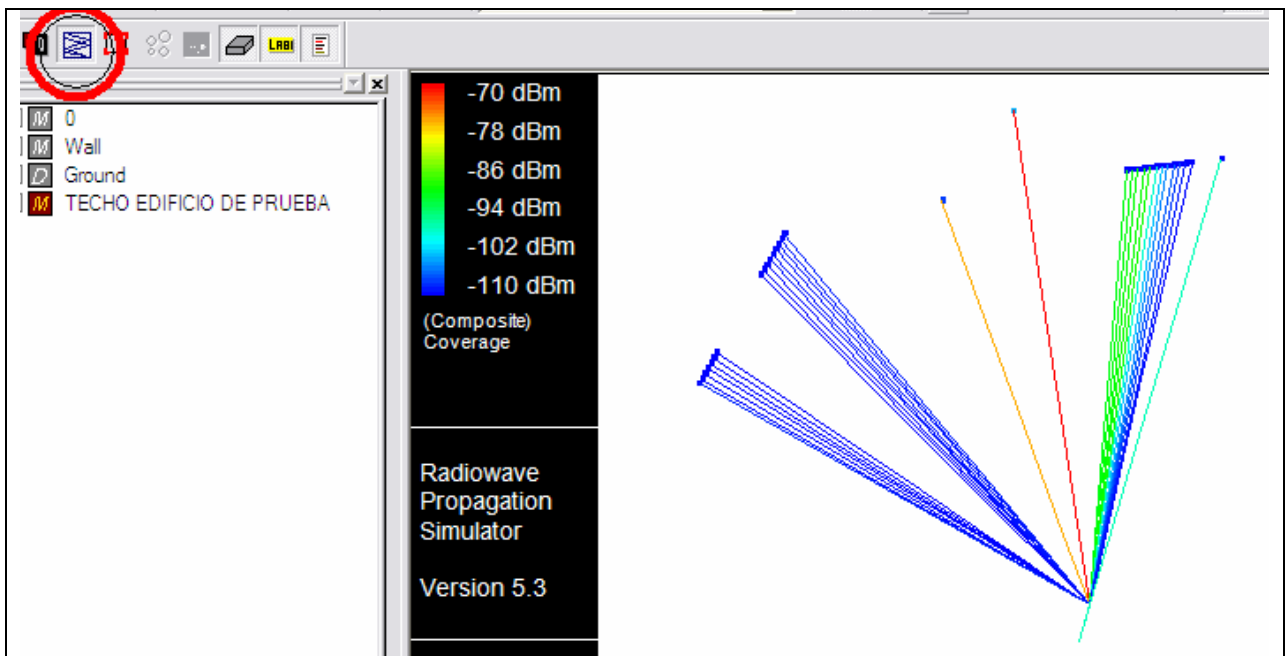 LABI
0
Wall
Ground
TECHO EDIFICIO DE PRUEBA
-70 dBm
-78 dBm
-86 dBm
-94 dBm
-102 dBm
-110 dBm
(Composite)
Coverage
Radiowave
Propagation
Simulator
Version 5.3